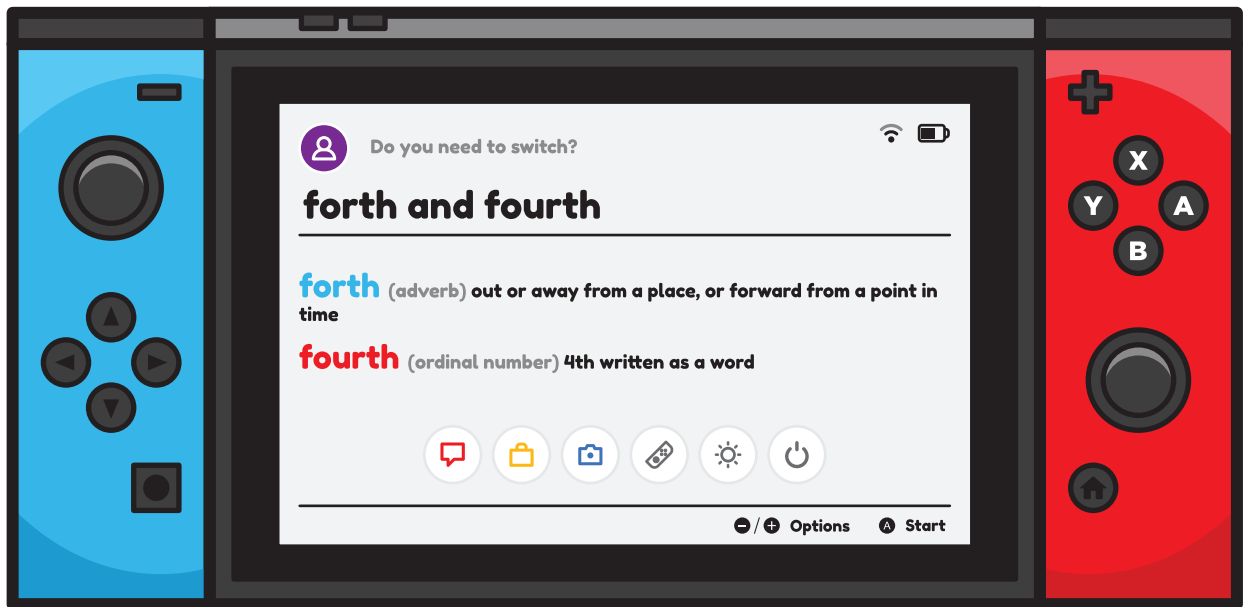 Do you need to switch?
forth and fourth
forth (adverb) out or away from a place, or forward from a point in
time
fourth (ordinal number) 4th written as a word
/ Options A Start
X
Y A
B